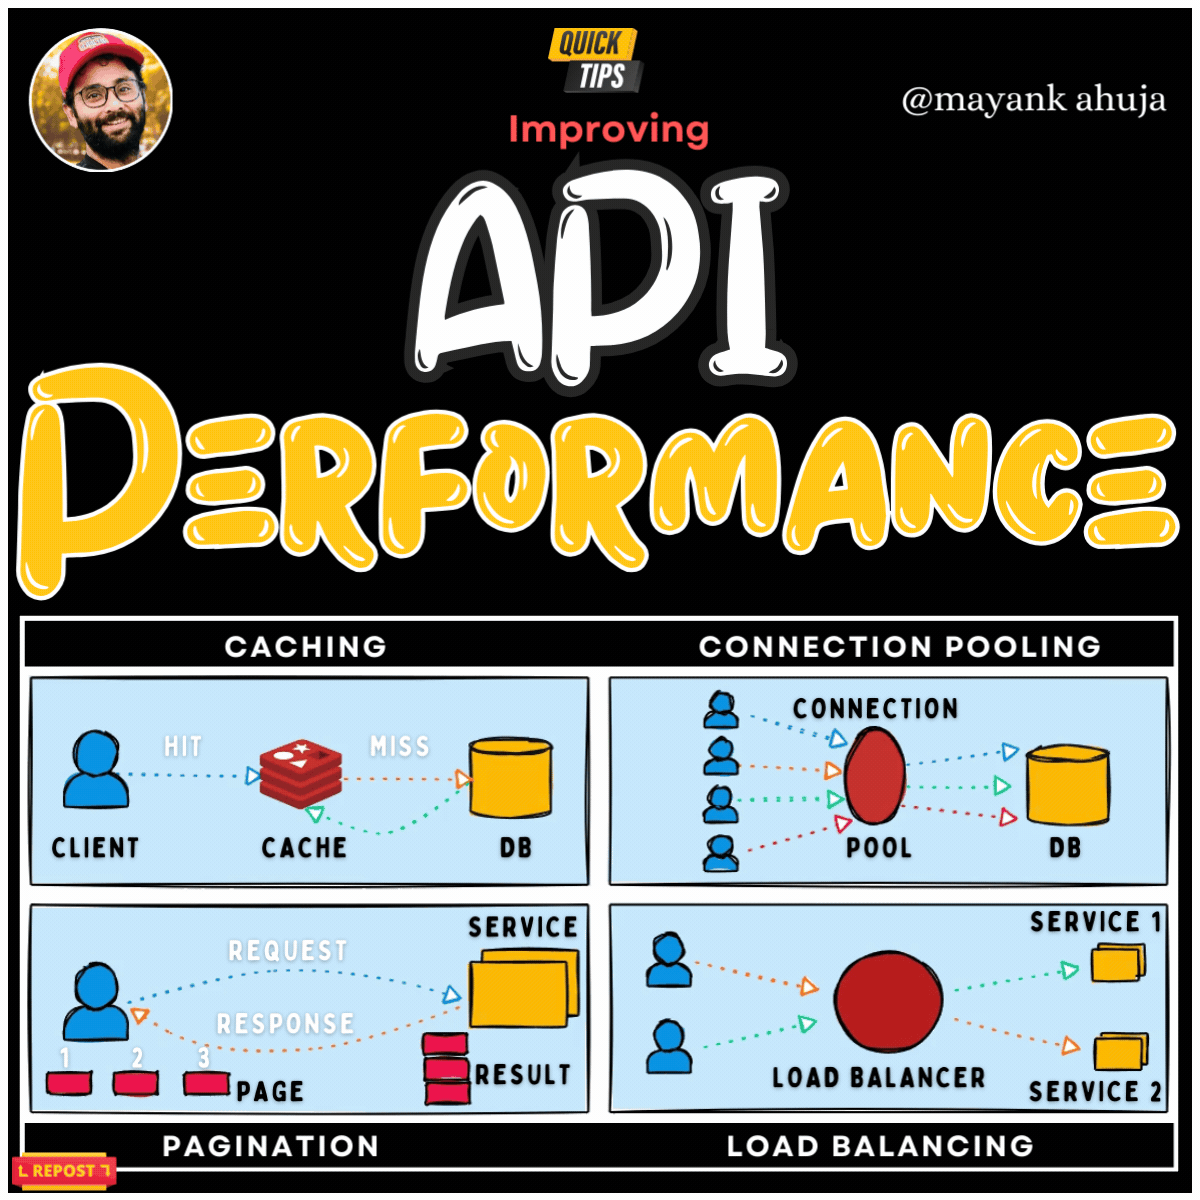 QUICK
TIPS
@mayank ahuja
Improving
API
PERFORMANCE
CACHING
CONNECTION POOLING
HIT
MISS
CLIENT
CACHE
DB
CONNECTION
POOL
DB
REQUEST
SERVICE
RESPONSE
1 2 3
PAGE
RESULT
SERVICE 1
LOAD BALANCER
SERVICE 2
PAGINATION
LOAD BALANCING
REPOST